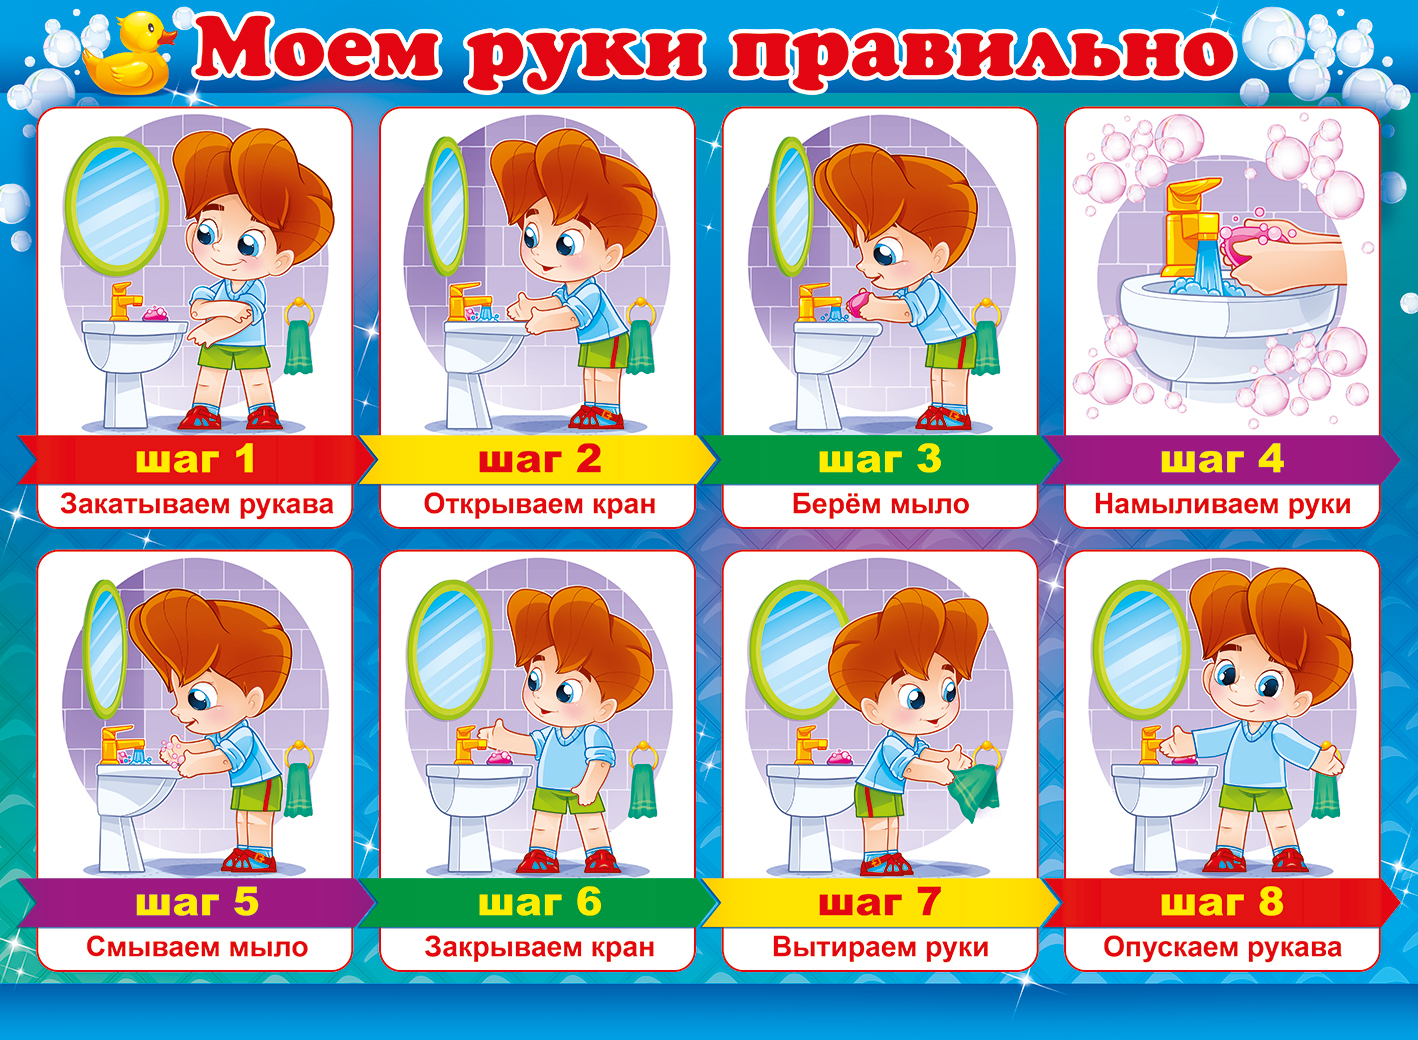 Моем руки правильно
шаг 1
Закатываем рукава
шаг 2
Открываем кран
шаг 3
Берём мыло
шаг 4
Намыливаем руки
шаг 5
Смываем мыло
шаг 6
Закрываем кран
шаг 7
Вытираем руки
шаг 8
Опускаем рукава